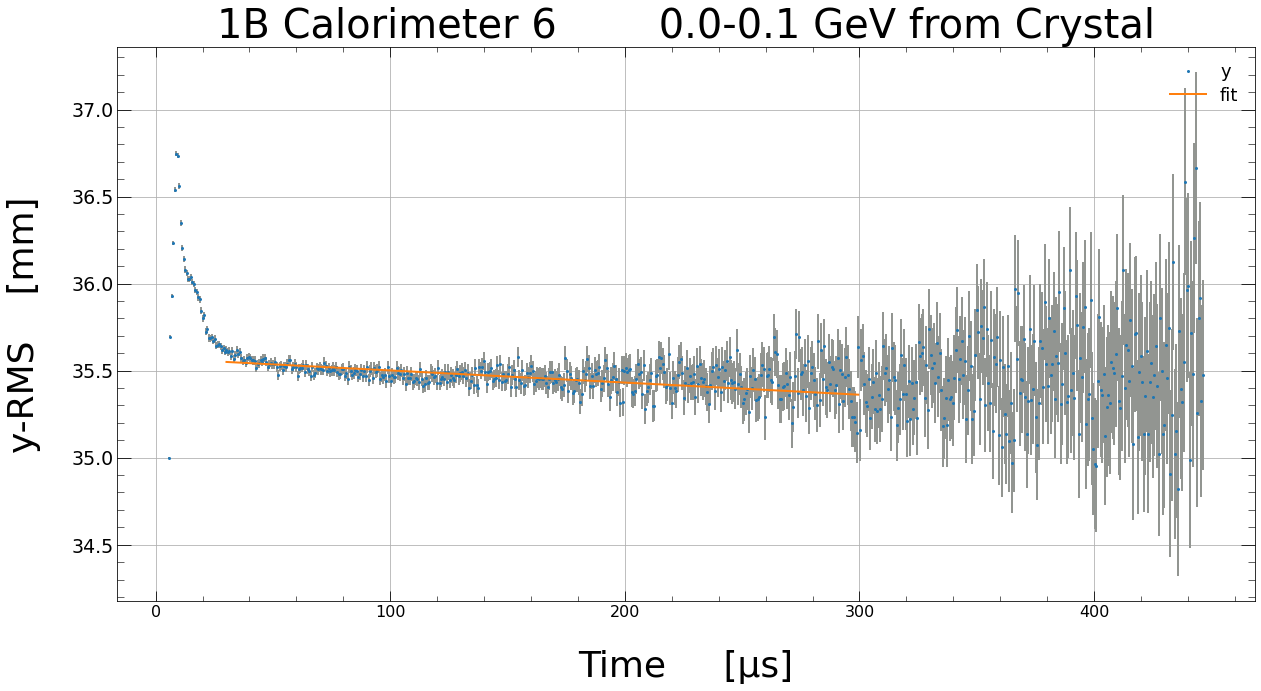 1B Calorimeter 6 0.0-0.1 GeV from Crystal
y
fit
37.0
36.5
36.0
35.5
35.0
34.5
y-RMS [mm]
0 100 200 300 400
Time [μs]